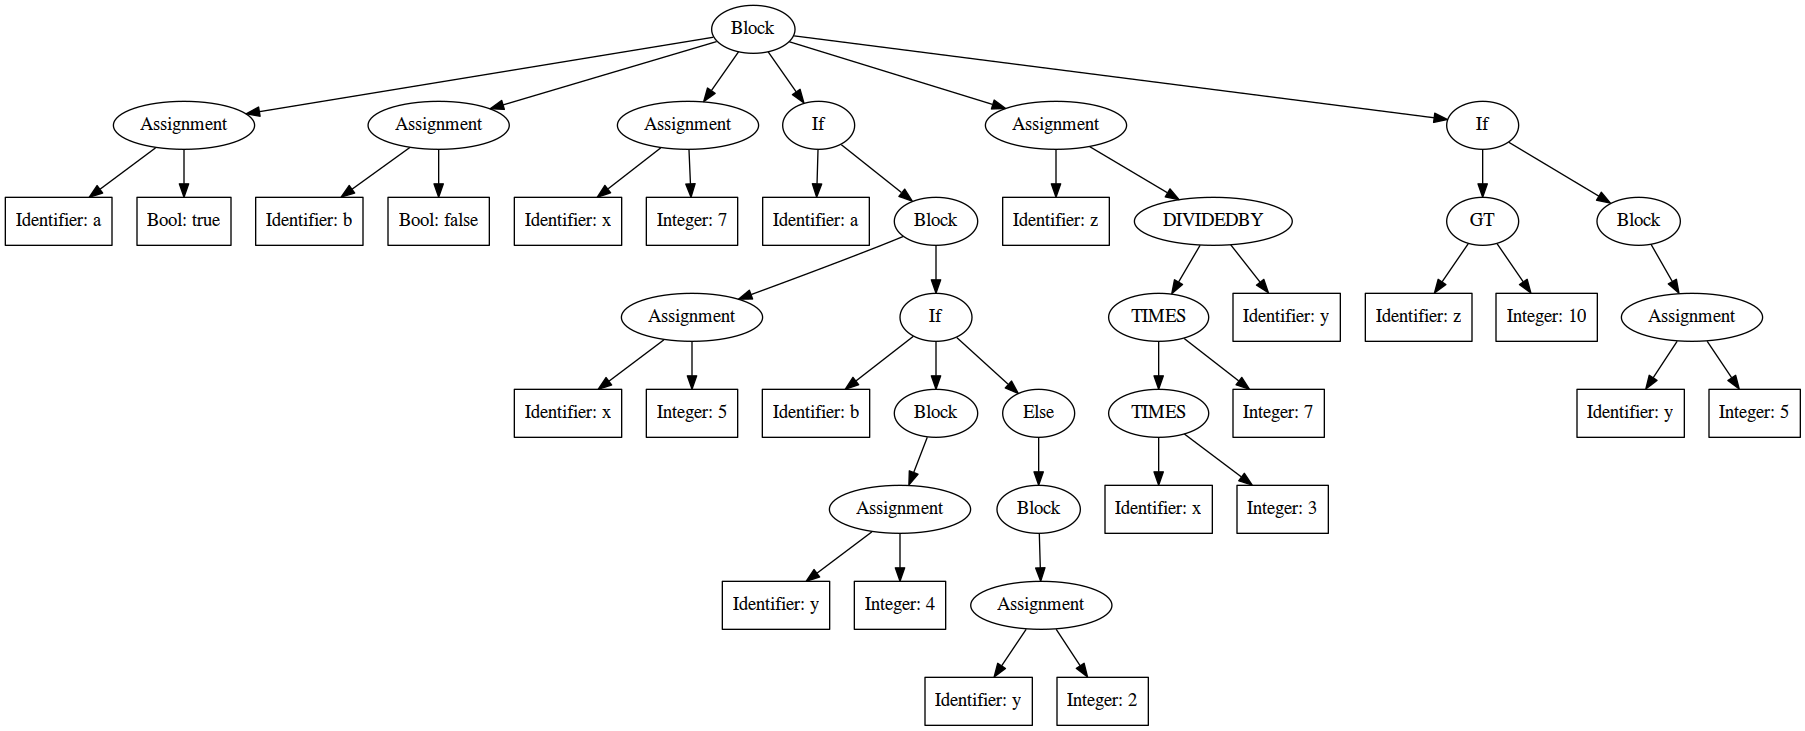 Block
Assignment
Assignment
Assignment
If
Assignment
If
Identifier: a
Bool: true
Identifier: b
Bool: false
Identifier: x
Integer: 7
Identifier: a
Block
Identifier: z
DIVIDEDBY
GT
Block
Assignment
If
TIMES
Identifier: y
Identifier: z
Integer: 10
Assignment
Identifier: x
Integer: 5
Identifier: b
Block
Else
TIMES
Integer: 7
Identifier: y
Integer: 5
Assignment
Block
Identifier: x
Integer: 3
Identifier: y
Integer: 4
Assignment
Identifier: y
Integer: 2